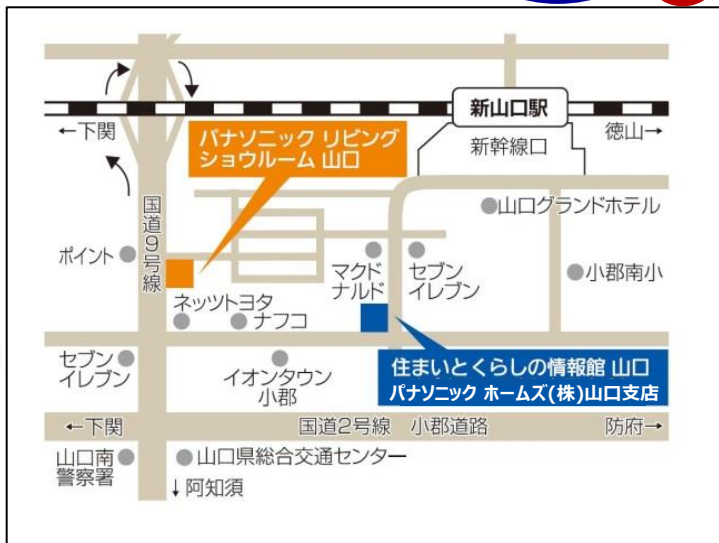 新山口駅
←下関
徳山→
新幹線口
パナソニック リビング
ショウルーム 山口
山口グランドホテル
国道9号線
ポイント
マクド
ナルド
セブン
イレブン
小郡南小
ネッツトヨタ
ナフコ
セブン
イレブン
イオンタウン
小郡
住まいとくらしの情報館 山口
パナソニック ホームズ(株)山口支店
←下関
国道2号線 小郡道路
防府→
山口南
警察署
山口県総合交通センター
↓阿知須